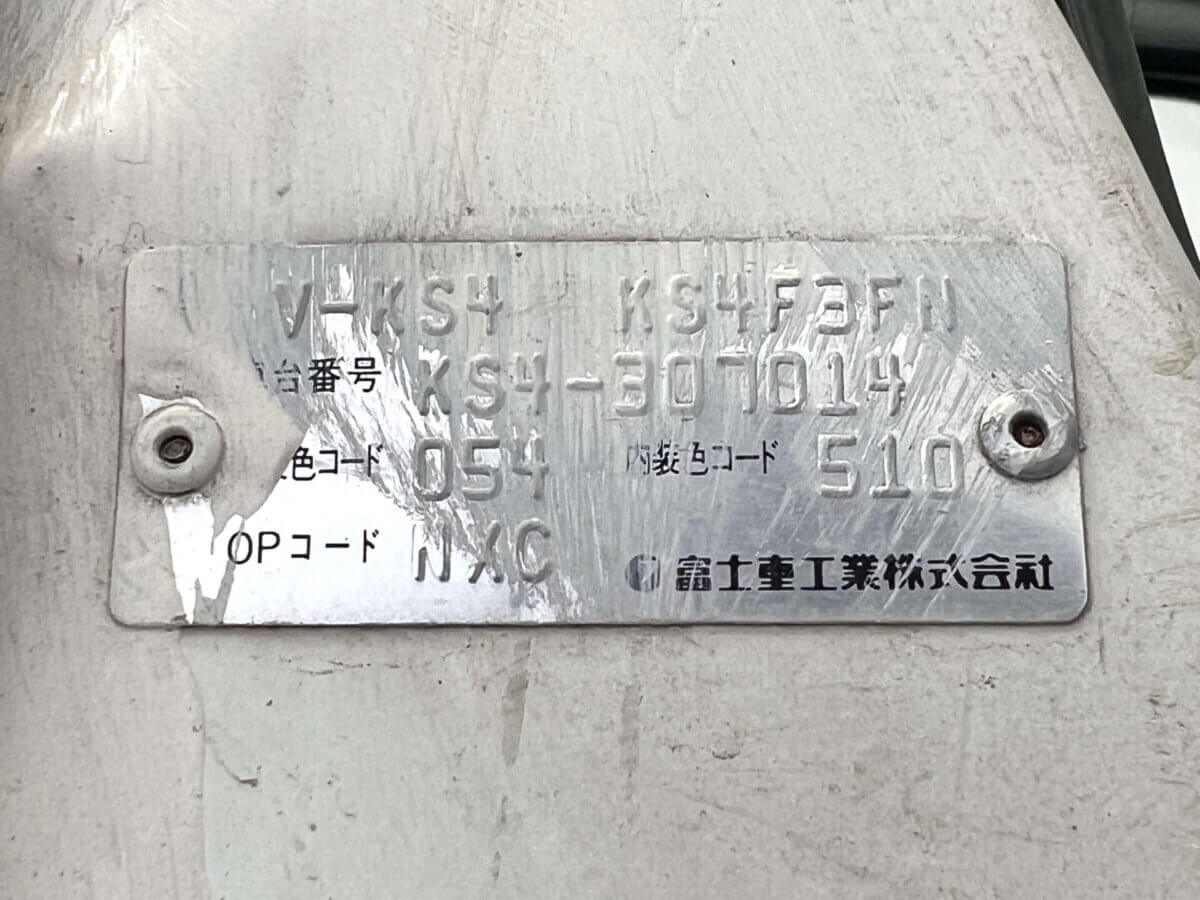 V-KS4 KS4F3FN
台番号 KS4-307014
色コード 054 内装色コード 510
OPコード NXC 富士重工業株式会社